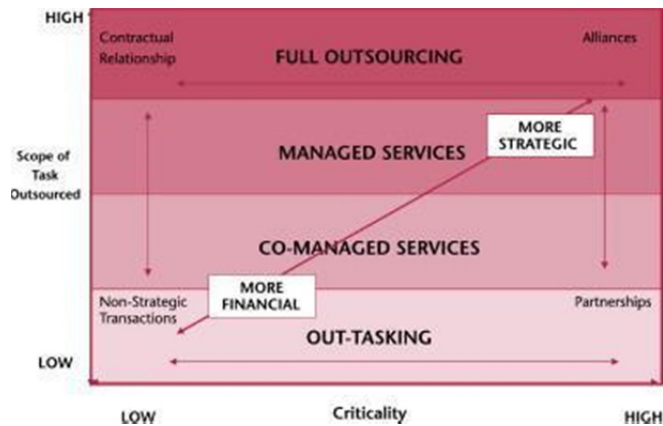 HIGH
Contractual
Relationship
FULL OUTSOURCING
Alliances
MORE
STRATEGIC
MANAGED SERVICES
Scope of
Task
Outsourced
CO-MANAGED SERVICES
MORE
FINANCIAL
Non-Strategic
Transactions
Partnerships
OUT-TASKING
LOW
LOW
Criticality
HIGH